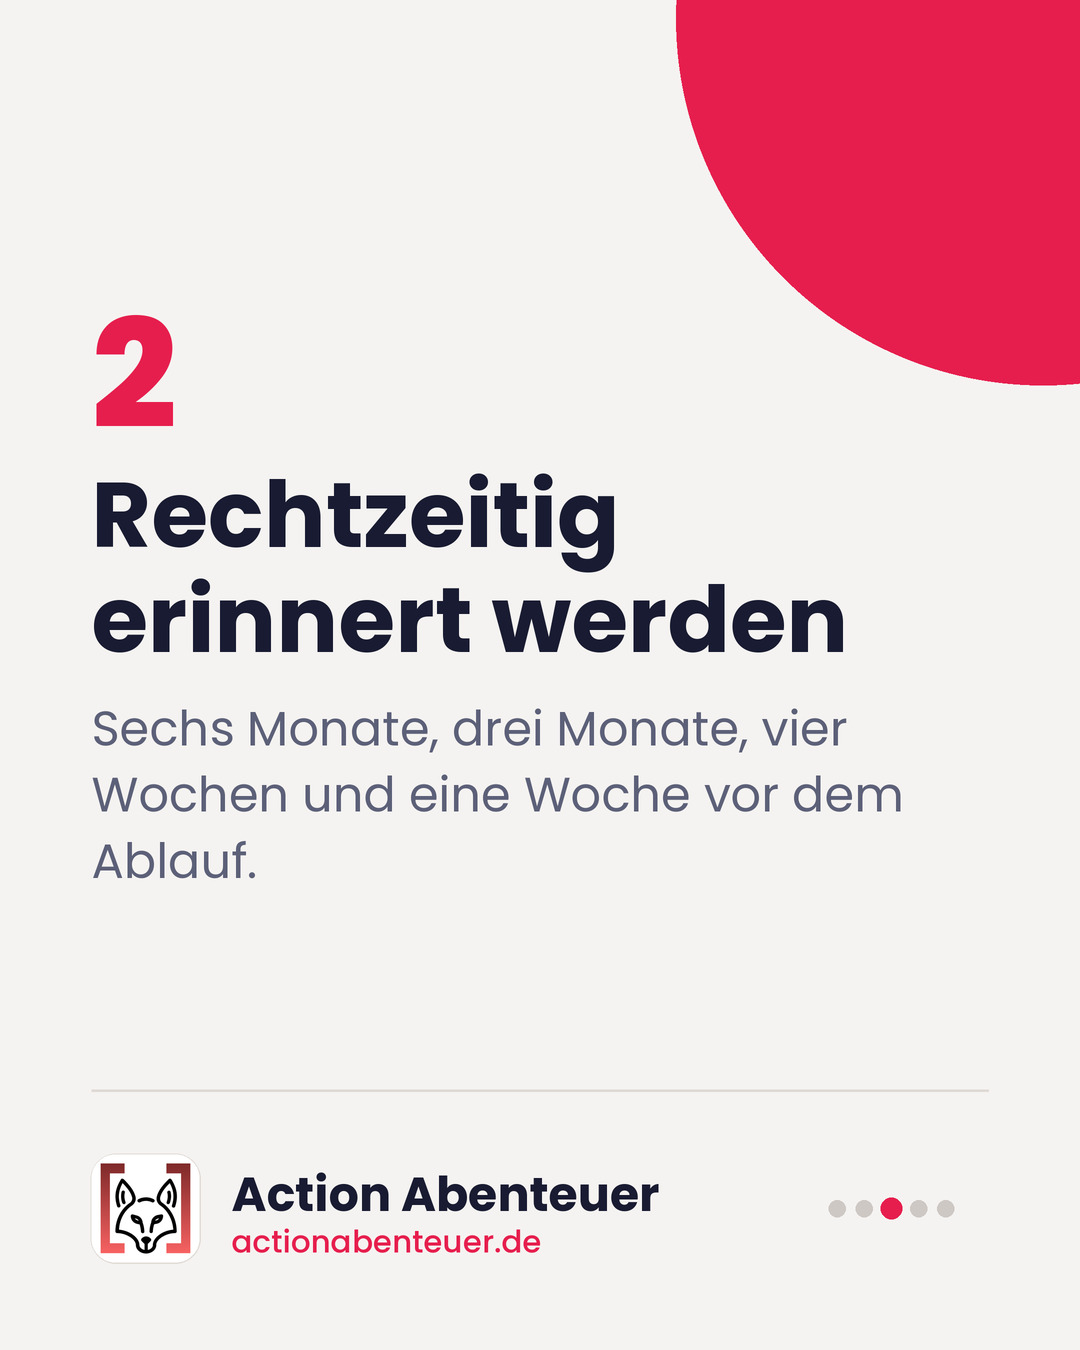 2
Rechtzeitig
erinnert werden
Sechs Monate, drei Monate, vier
Wochen und eine Woche vor dem
Ablauf.
Action Abenteuer
actionabenteuer.de